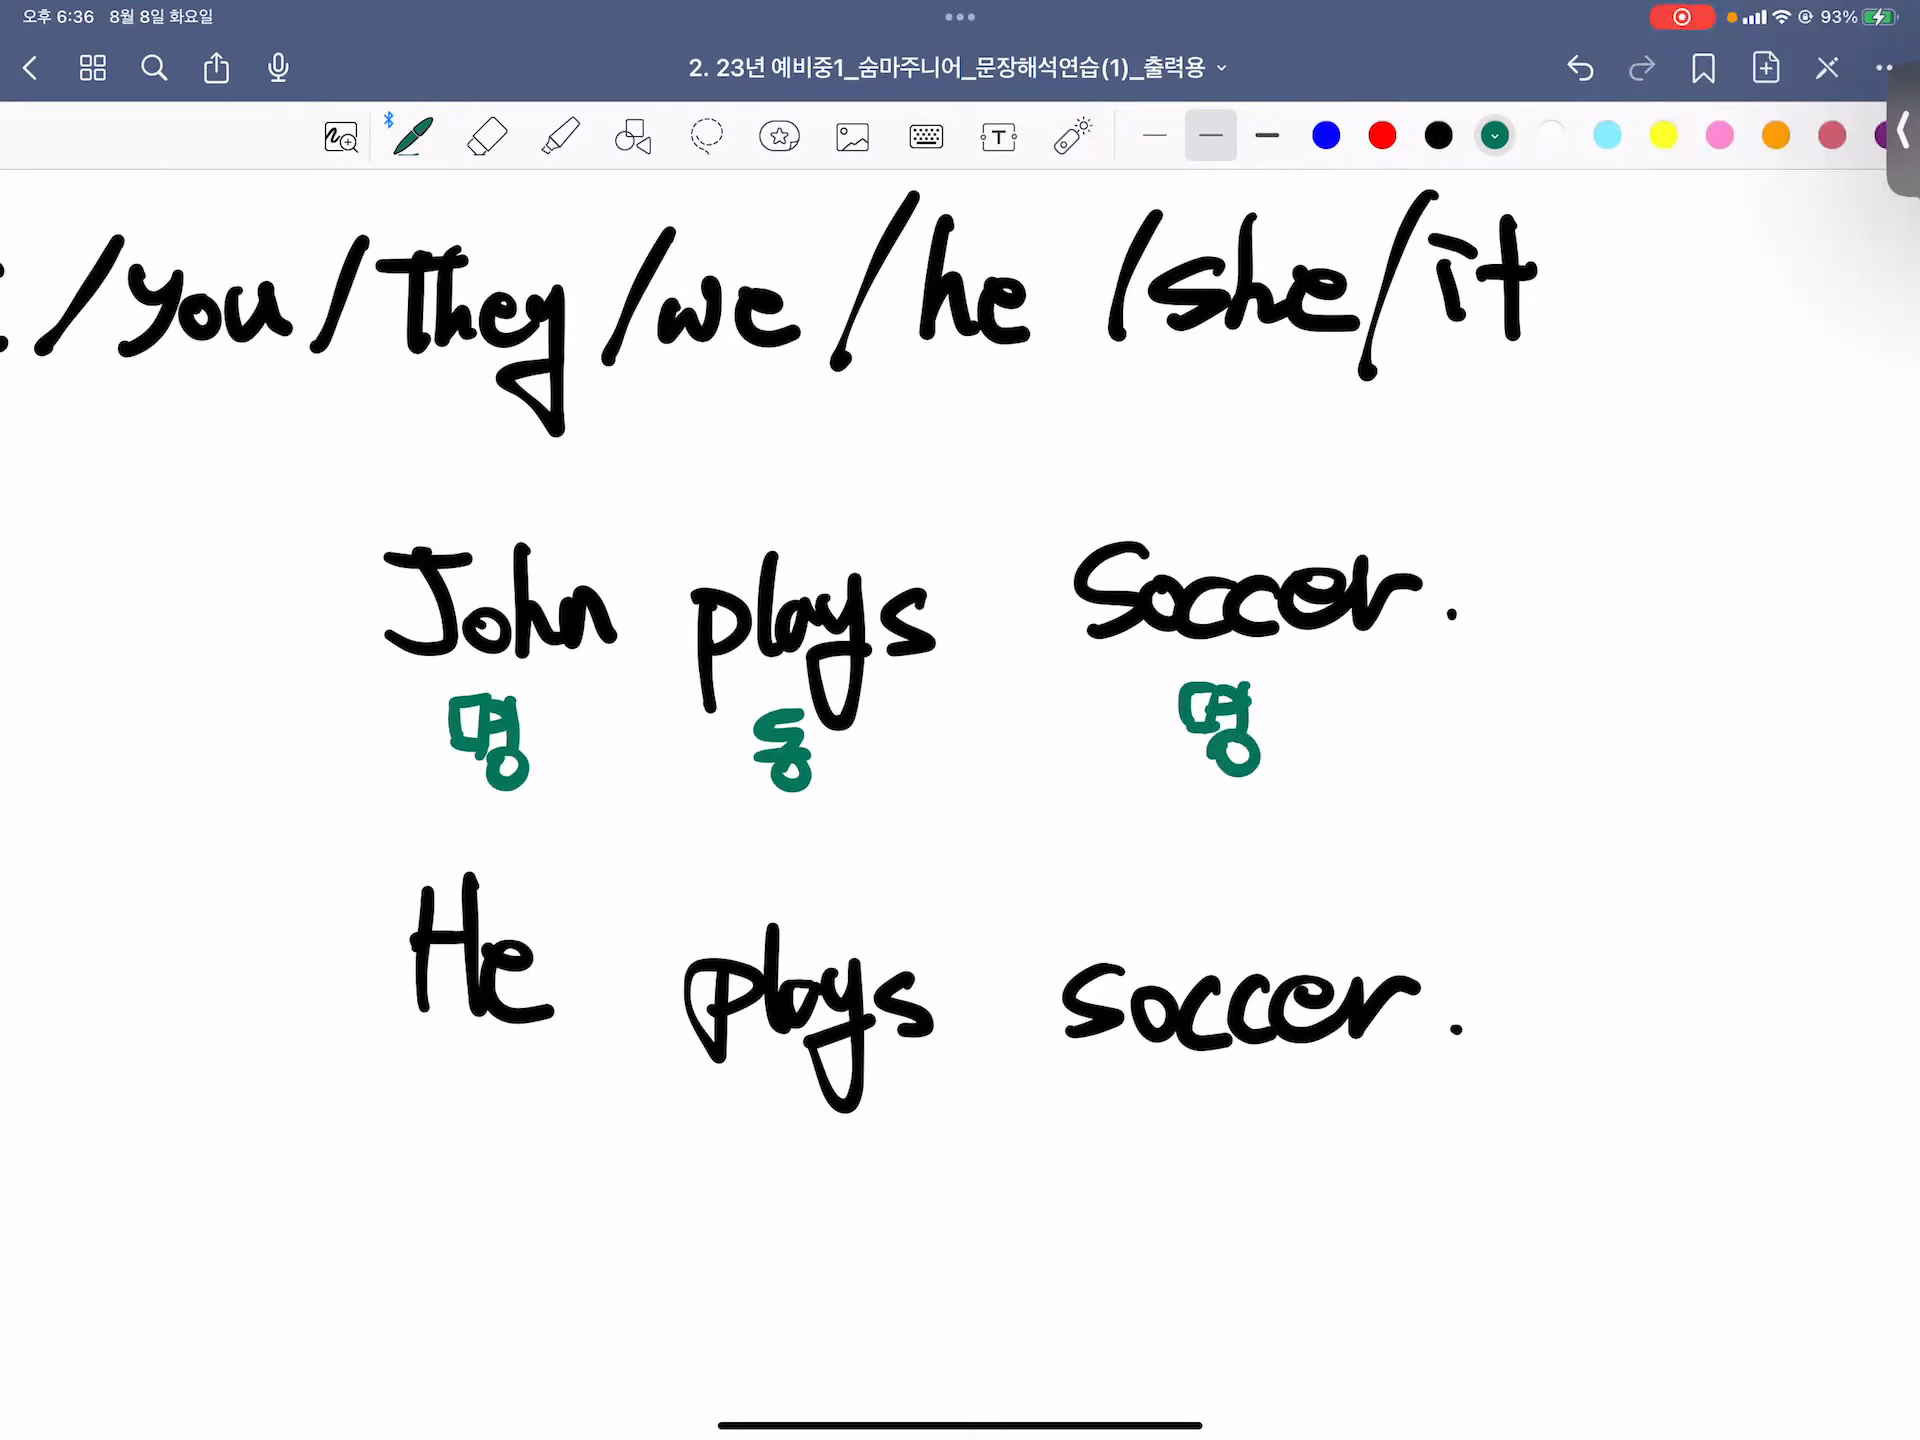 오후 6:36 8월 8일 화요일 93%
2. 23년 예비중1_숨마주니어_문장해석연습(1)_출력용
T
/you/They/we/he/she/it
John plays Soccer.
명 동 명
He plays soccer.